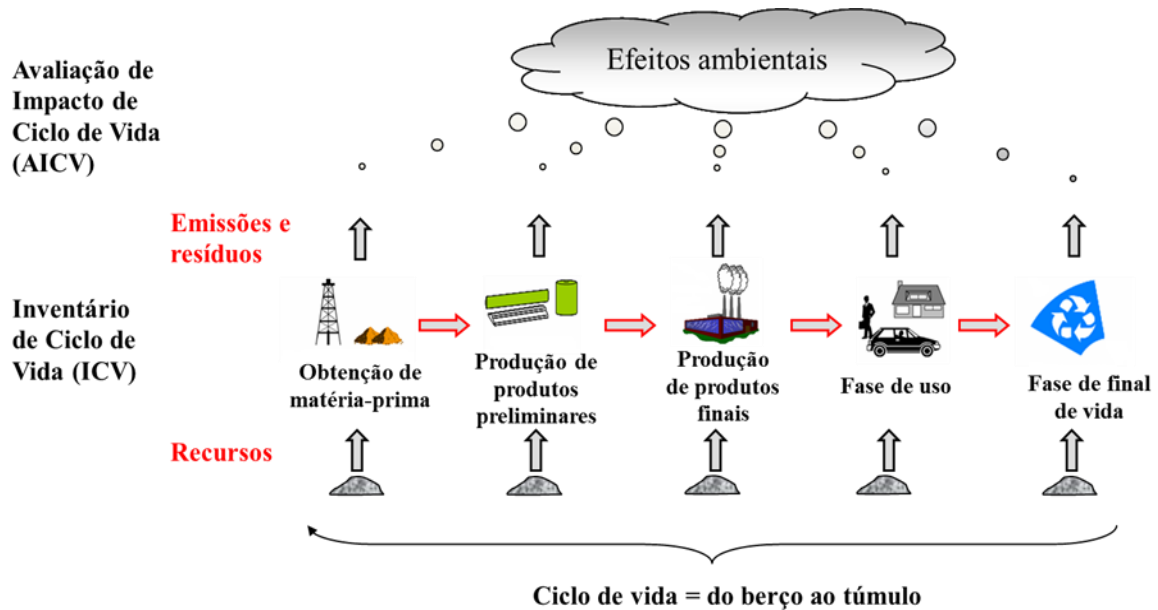 Efeitos ambientais
Avaliação de
Impacto de
Ciclo de Vida
(AICV)
Emissões e
resíduos
Inventário
de Ciclo de
Vida (ICV)
Obtenção de
matéria-prima
Produção de
produtos
preliminares
Produção
de produtos
finais
Fase de uso
Fase de final
de vida
Recursos
Ciclo de vida = do berço ao túmulo